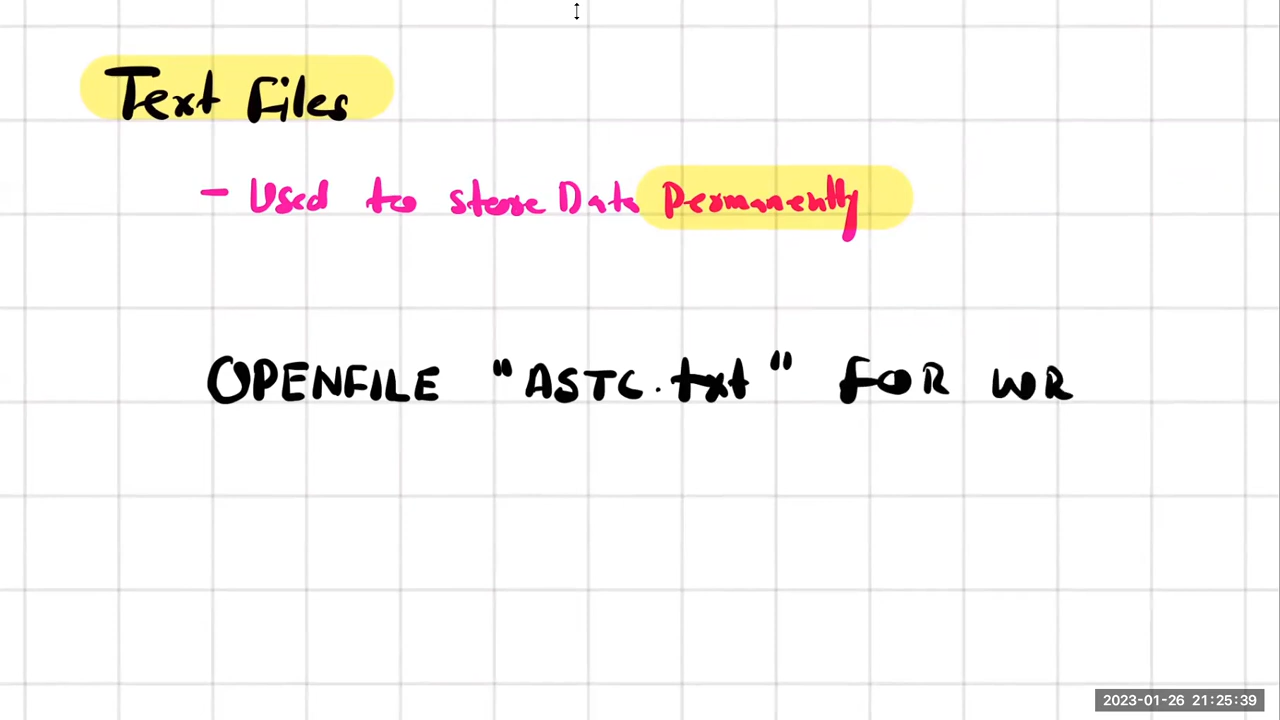 Text Files
- Used to store Data Permanently
OPENFILE "ASTC.txt" FOR WR
2023-01-26 21:25:39